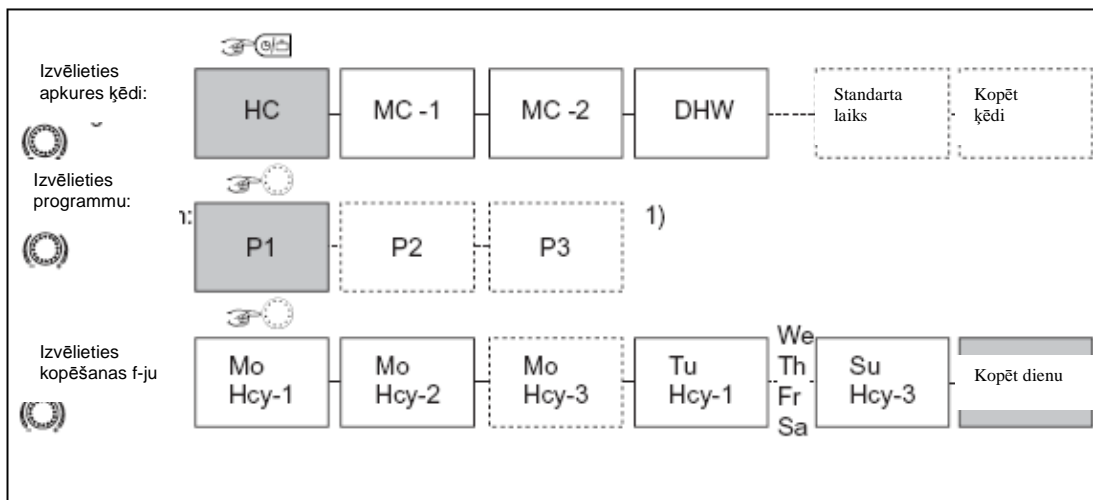 Izvēlieties
apkures ķēdi:
HC
MC -1
MC -2
DHW
Standarta
laiks
Kopēt
ķēdi
Izvēlieties
programmu:
P1
P2
P3
1)
Izvēlieties
kopēšanas f-ju
Mo
Hcy-1
Mo
Hcy-2
Mo
Hcy-3
Tu
Hcy-1
We
Th
Fr
Sa
Su
Hcy-3
Kopēt dienu